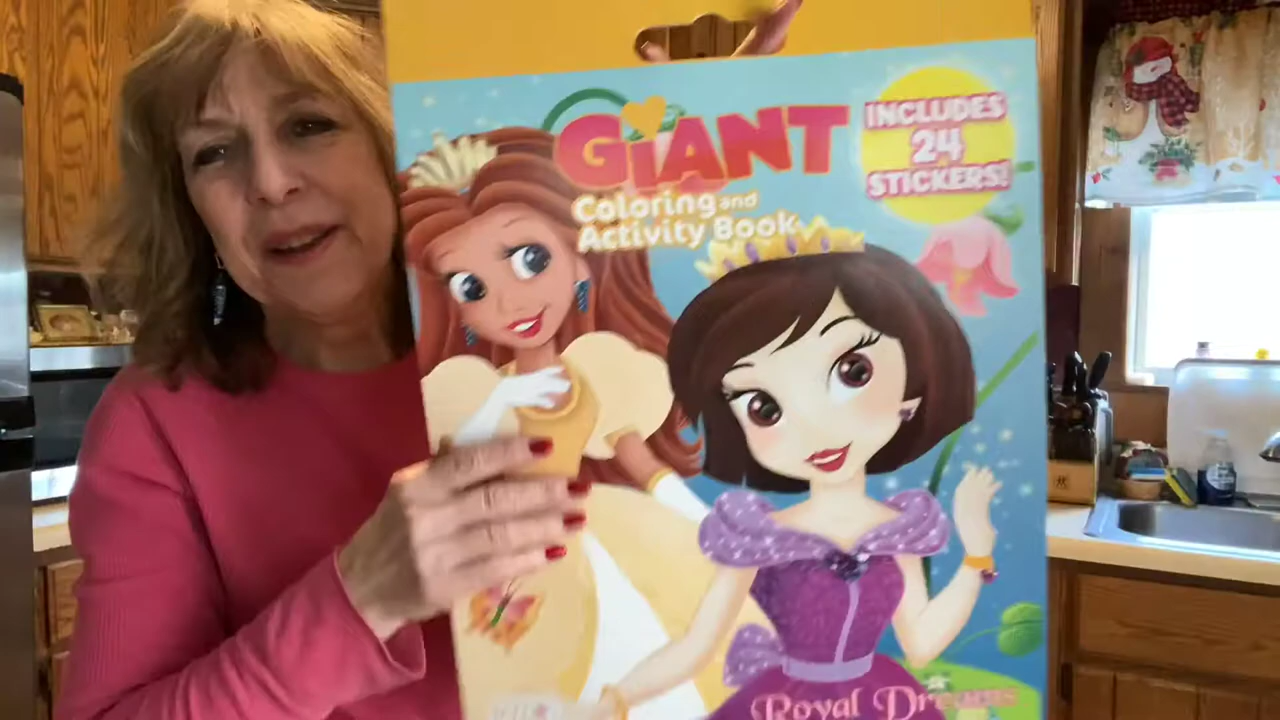 GiANT
Coloring and
Activity Book
INCLUDES
24
STICKERS!
Royal Dreams